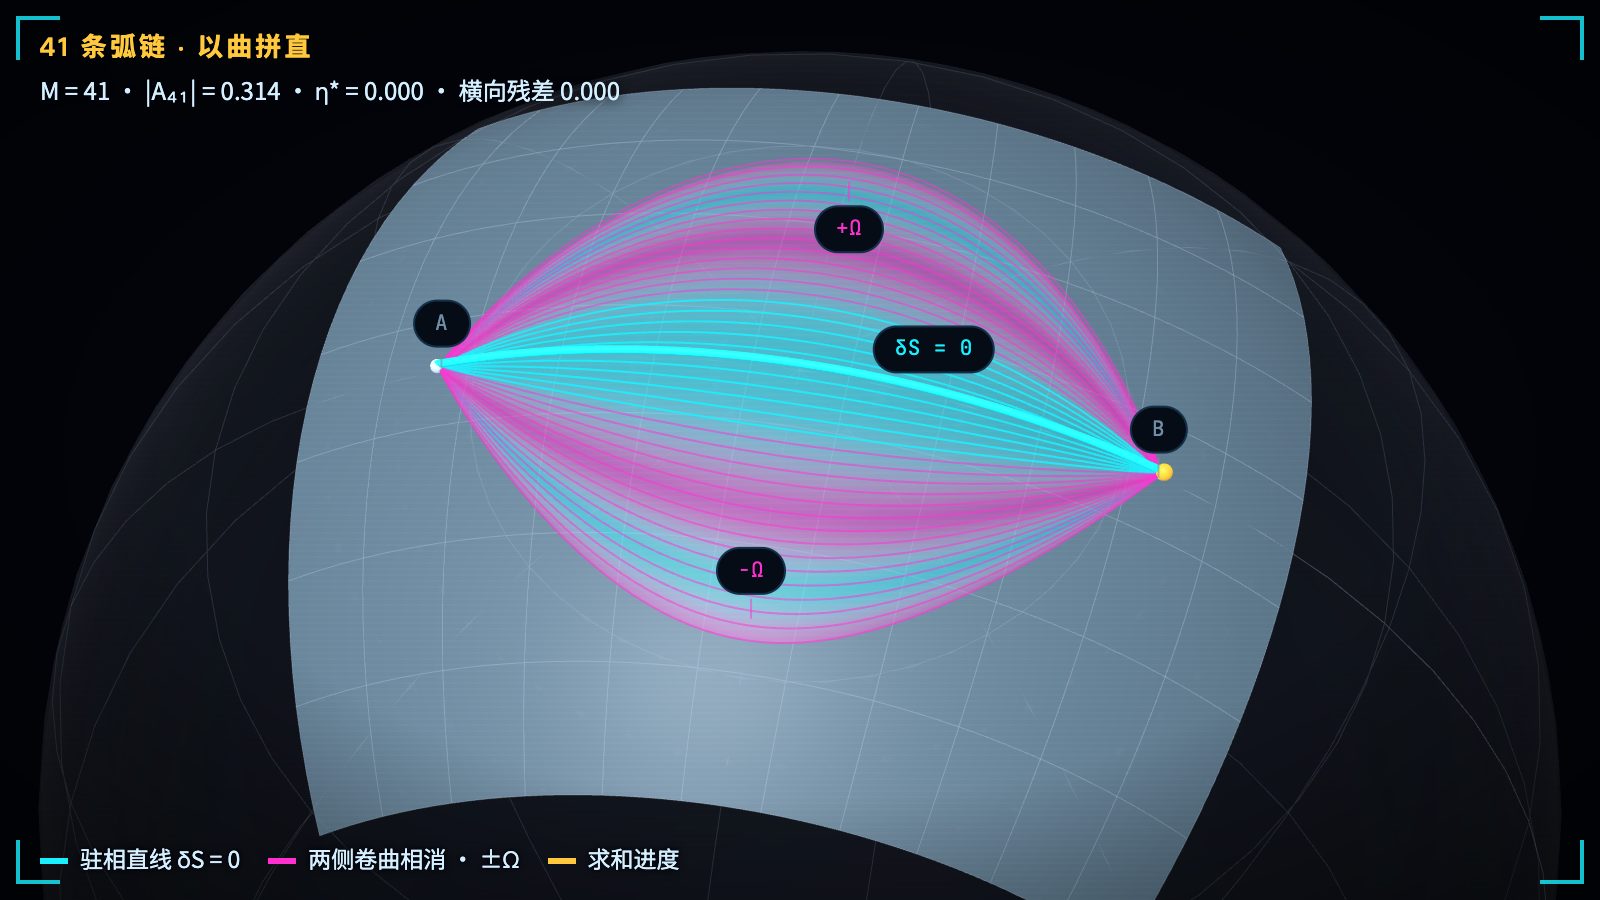 41 条弧链 · 以曲拼直
M = 41 • |A₄₁| = 0.314 • η* = 0.000 • 横向残差 0.000
+Ω
A
δS = 0
B
-Ω
驻相直线 δS = 0
两侧卷曲相消 • ±Ω
求和进度